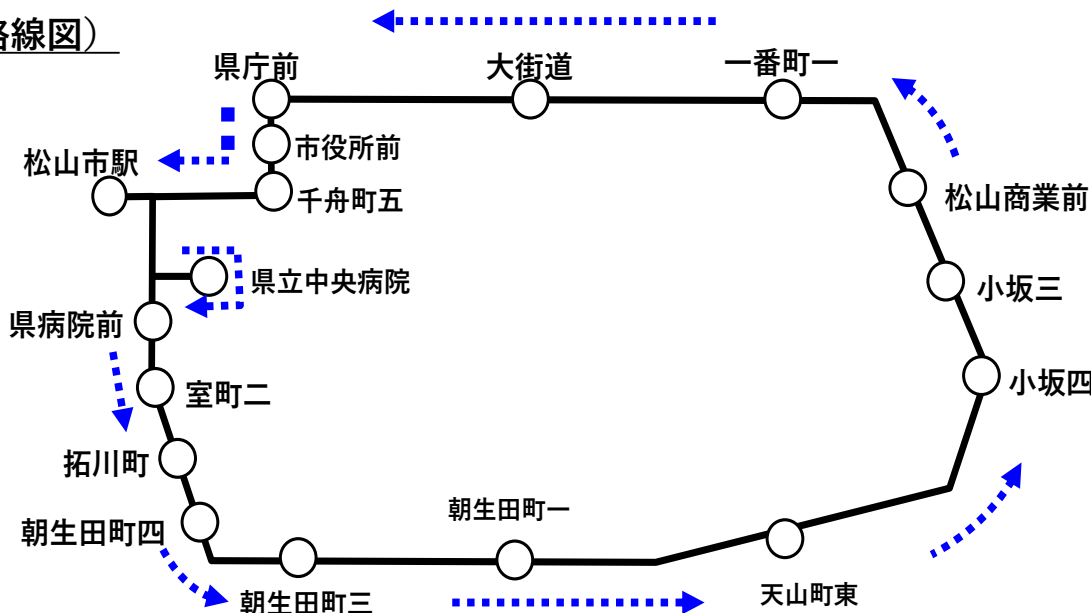 路線図）
県庁前
大街道
一番町一
市役所前
松山市駅
千舟町五
松山商業前
県立中央病院
小坂三
県病院前
室町二
小坂四
拓川町
朝生田町一
朝生田町四
天山町東
朝生田町三